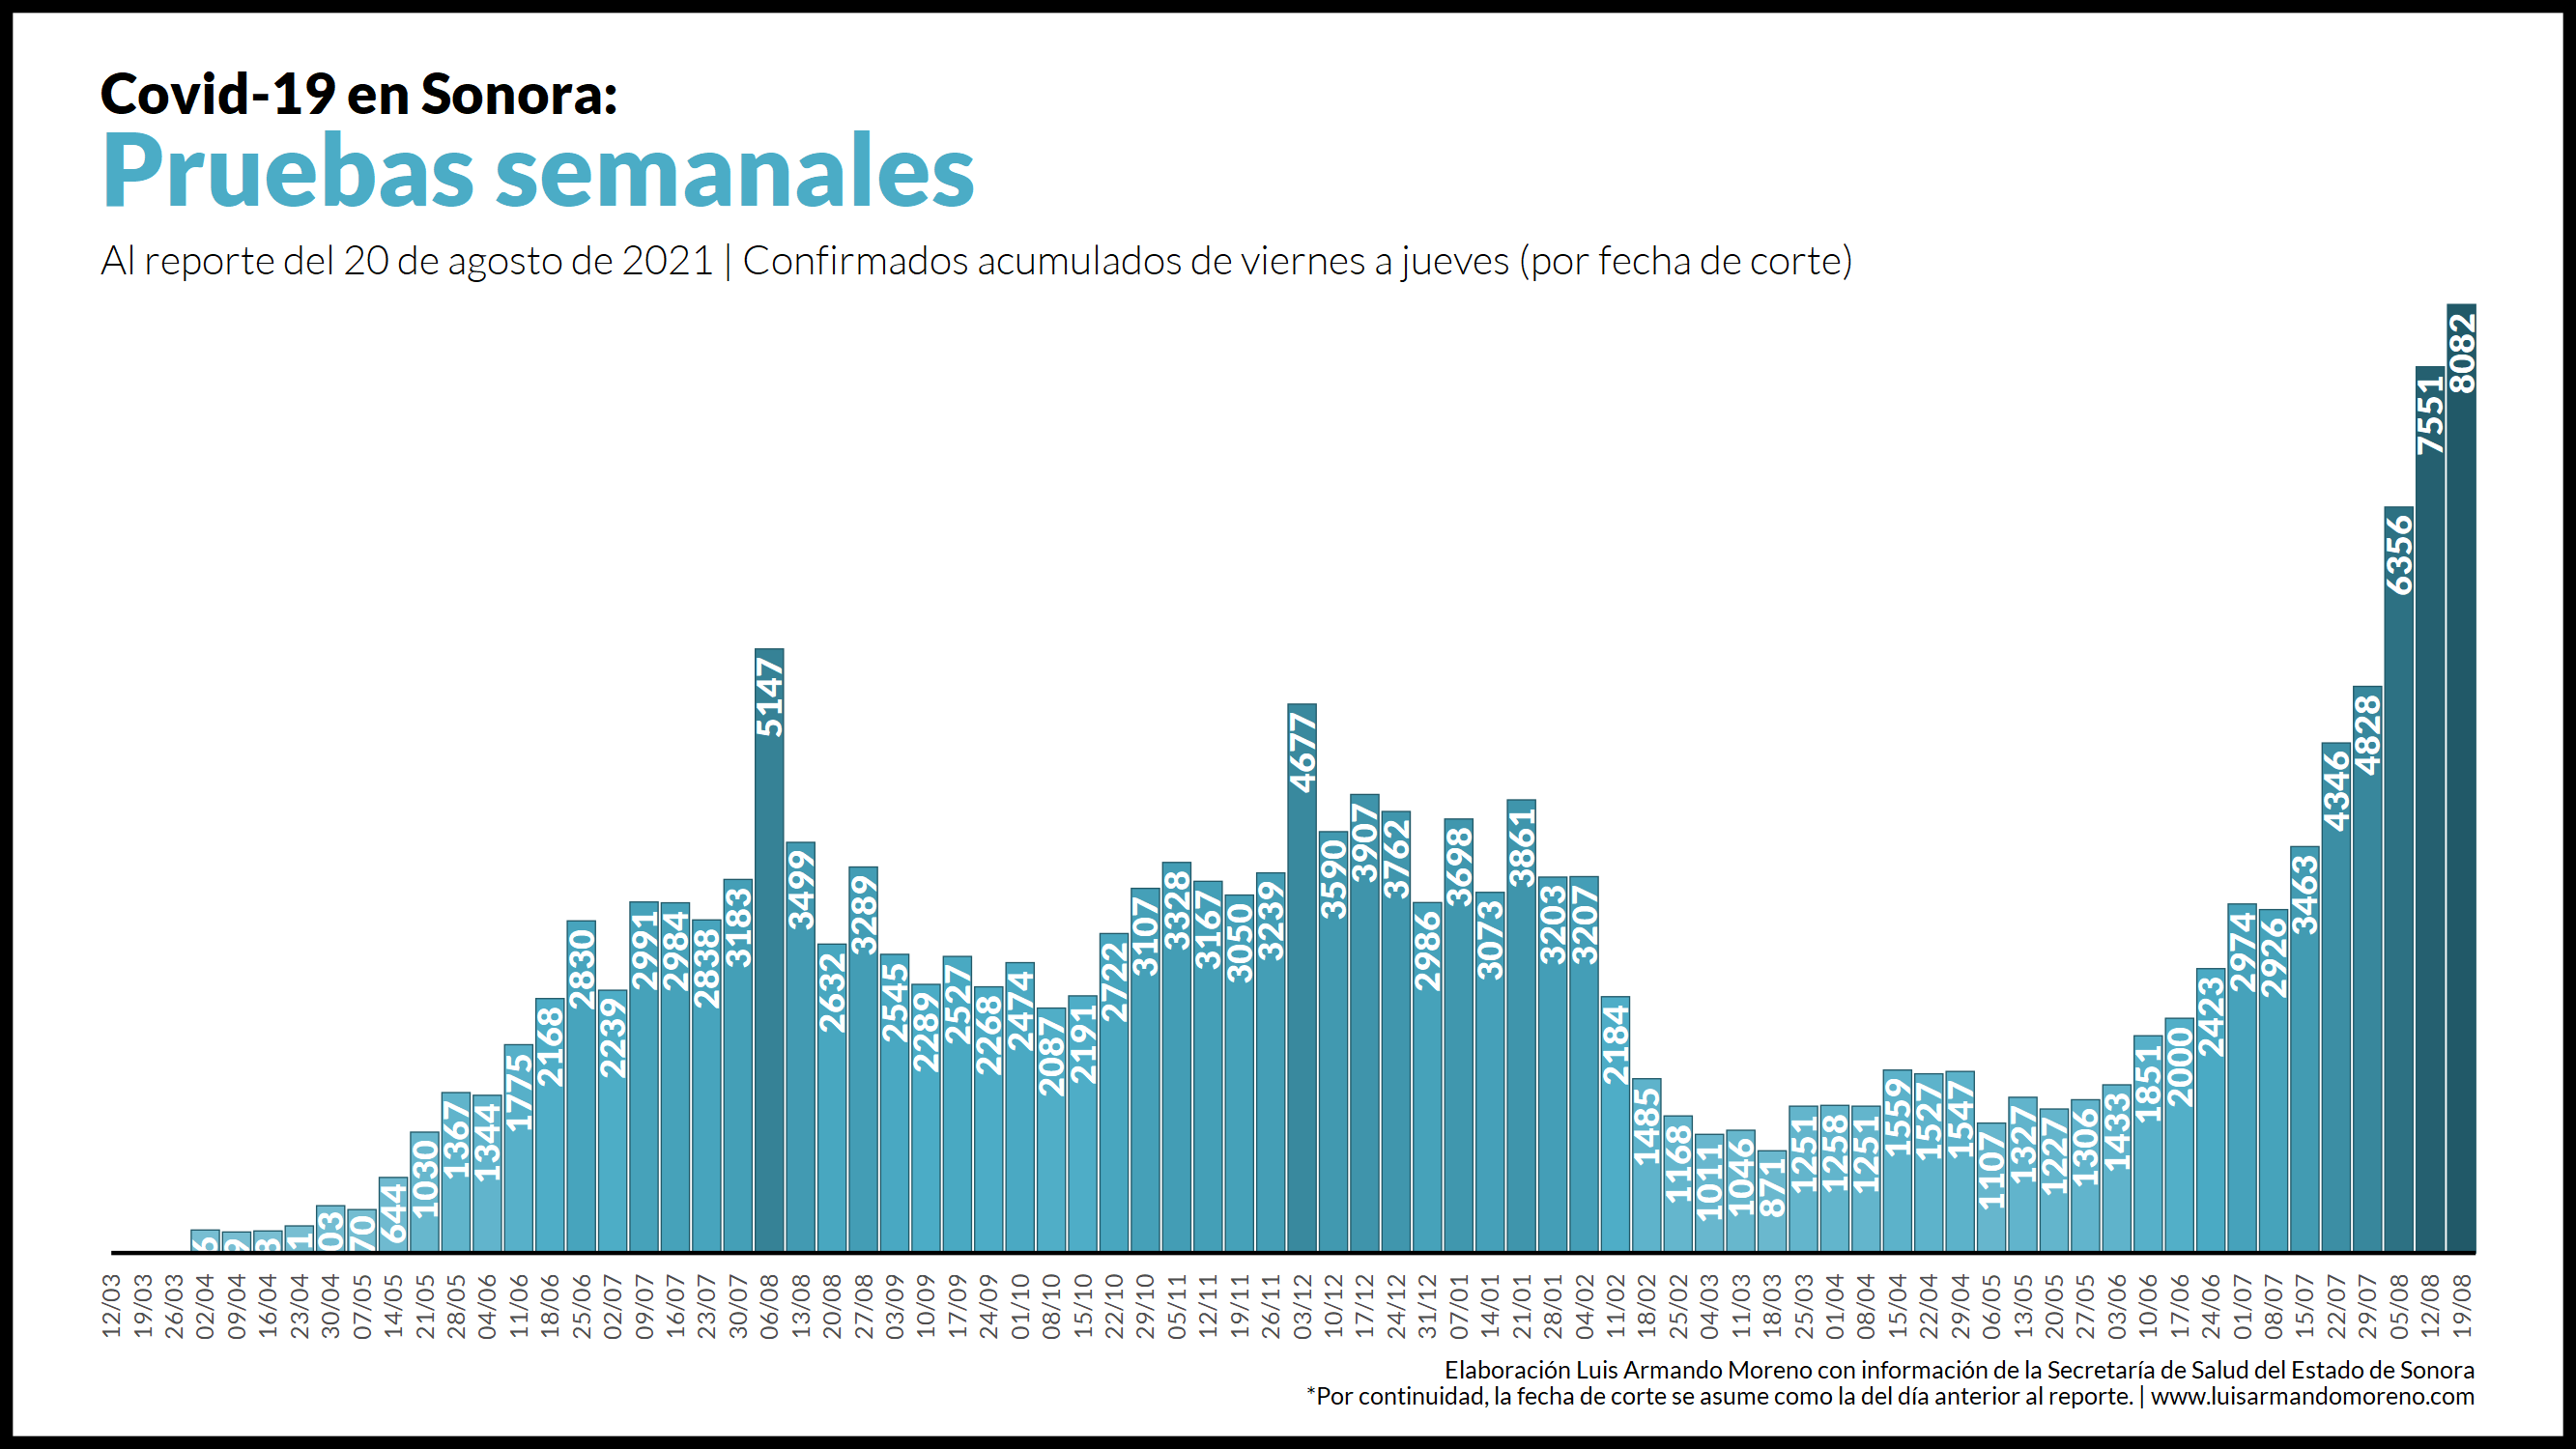 Covid-19 en Sonora:
Pruebas semanales
Al reporte del 20 de agosto de 2021 | Confirmados acumulados de viernes a jueves (por fecha de corte)
644 1030 1367 1344 1775 2168 2830 2239 2991 2984 2838 3183 5147 3499 2632 3289 2545 2289 2527 2268 2474 2087 2191 2722 3107 3328 3167 3050 3239 4677 3590 3907 3762 2986 3698 3073 3861 3203 3207 2184 1485 1168 1011 1046 871 1251 1258 1251 1559 1527 1547 1107 1327 1227 1306 1433 1851 2000 2423 2974 2926 3463 4346 4828 6356 7551 8082
12/03 19/03 26/03 02/04 09/04 16/04 23/04 30/04 07/05 14/05 21/05 28/05 04/06 11/06 18/06 25/06 02/07 09/07 16/07 23/07 30/07 06/08 13/08 20/08 27/08 03/09 10/09 17/09 24/09 01/10 08/10 15/10 22/10 29/10 05/11 12/11 19/11 26/11 03/12 10/12 17/12 24/12 31/12 07/01 14/01 21/01 28/01 04/02 11/02 18/02 25/02 04/03 11/03 18/03 25/03 01/04 08/04 15/04 22/04 29/04 06/05 13/05 20/05 27/05 03/06 10/06 17/06 24/06 01/07 08/07 15/07 22/07 29/07 05/08 12/08 19/08
Elaboración Luis Armando Moreno con información de la Secretaría de Salud del Estado de Sonora
*Por continuidad, la fecha de corte se asume como la del día anterior al reporte. | www.luisarmandomoreno.com